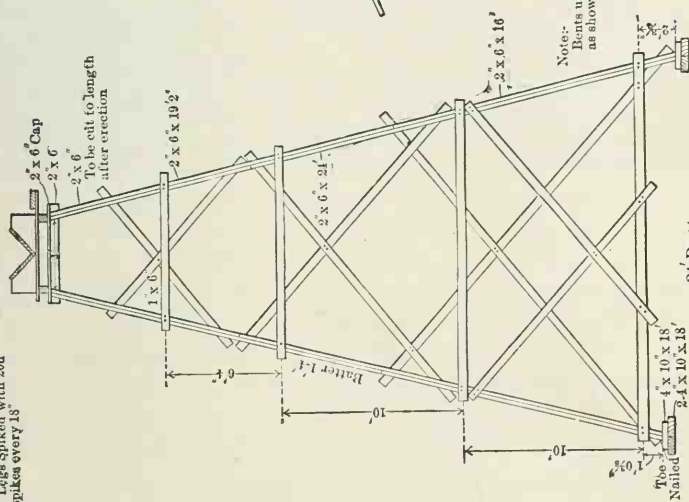 Legs Spiked with 20d
Spikes every 18"
2" x 6" Cap
2" x 6"
2" x 6"
To be cut to length
after erection
2" x 6" x 19'2"
1" x 6"
2" x 6" x 24'
2" x 6" x 16'
Note:-
Bents
as show
Batter 1:4
6'4"
10'
10'
Toe
Nailed
4" x 10" x 18"
2-4" x 10" x 18'